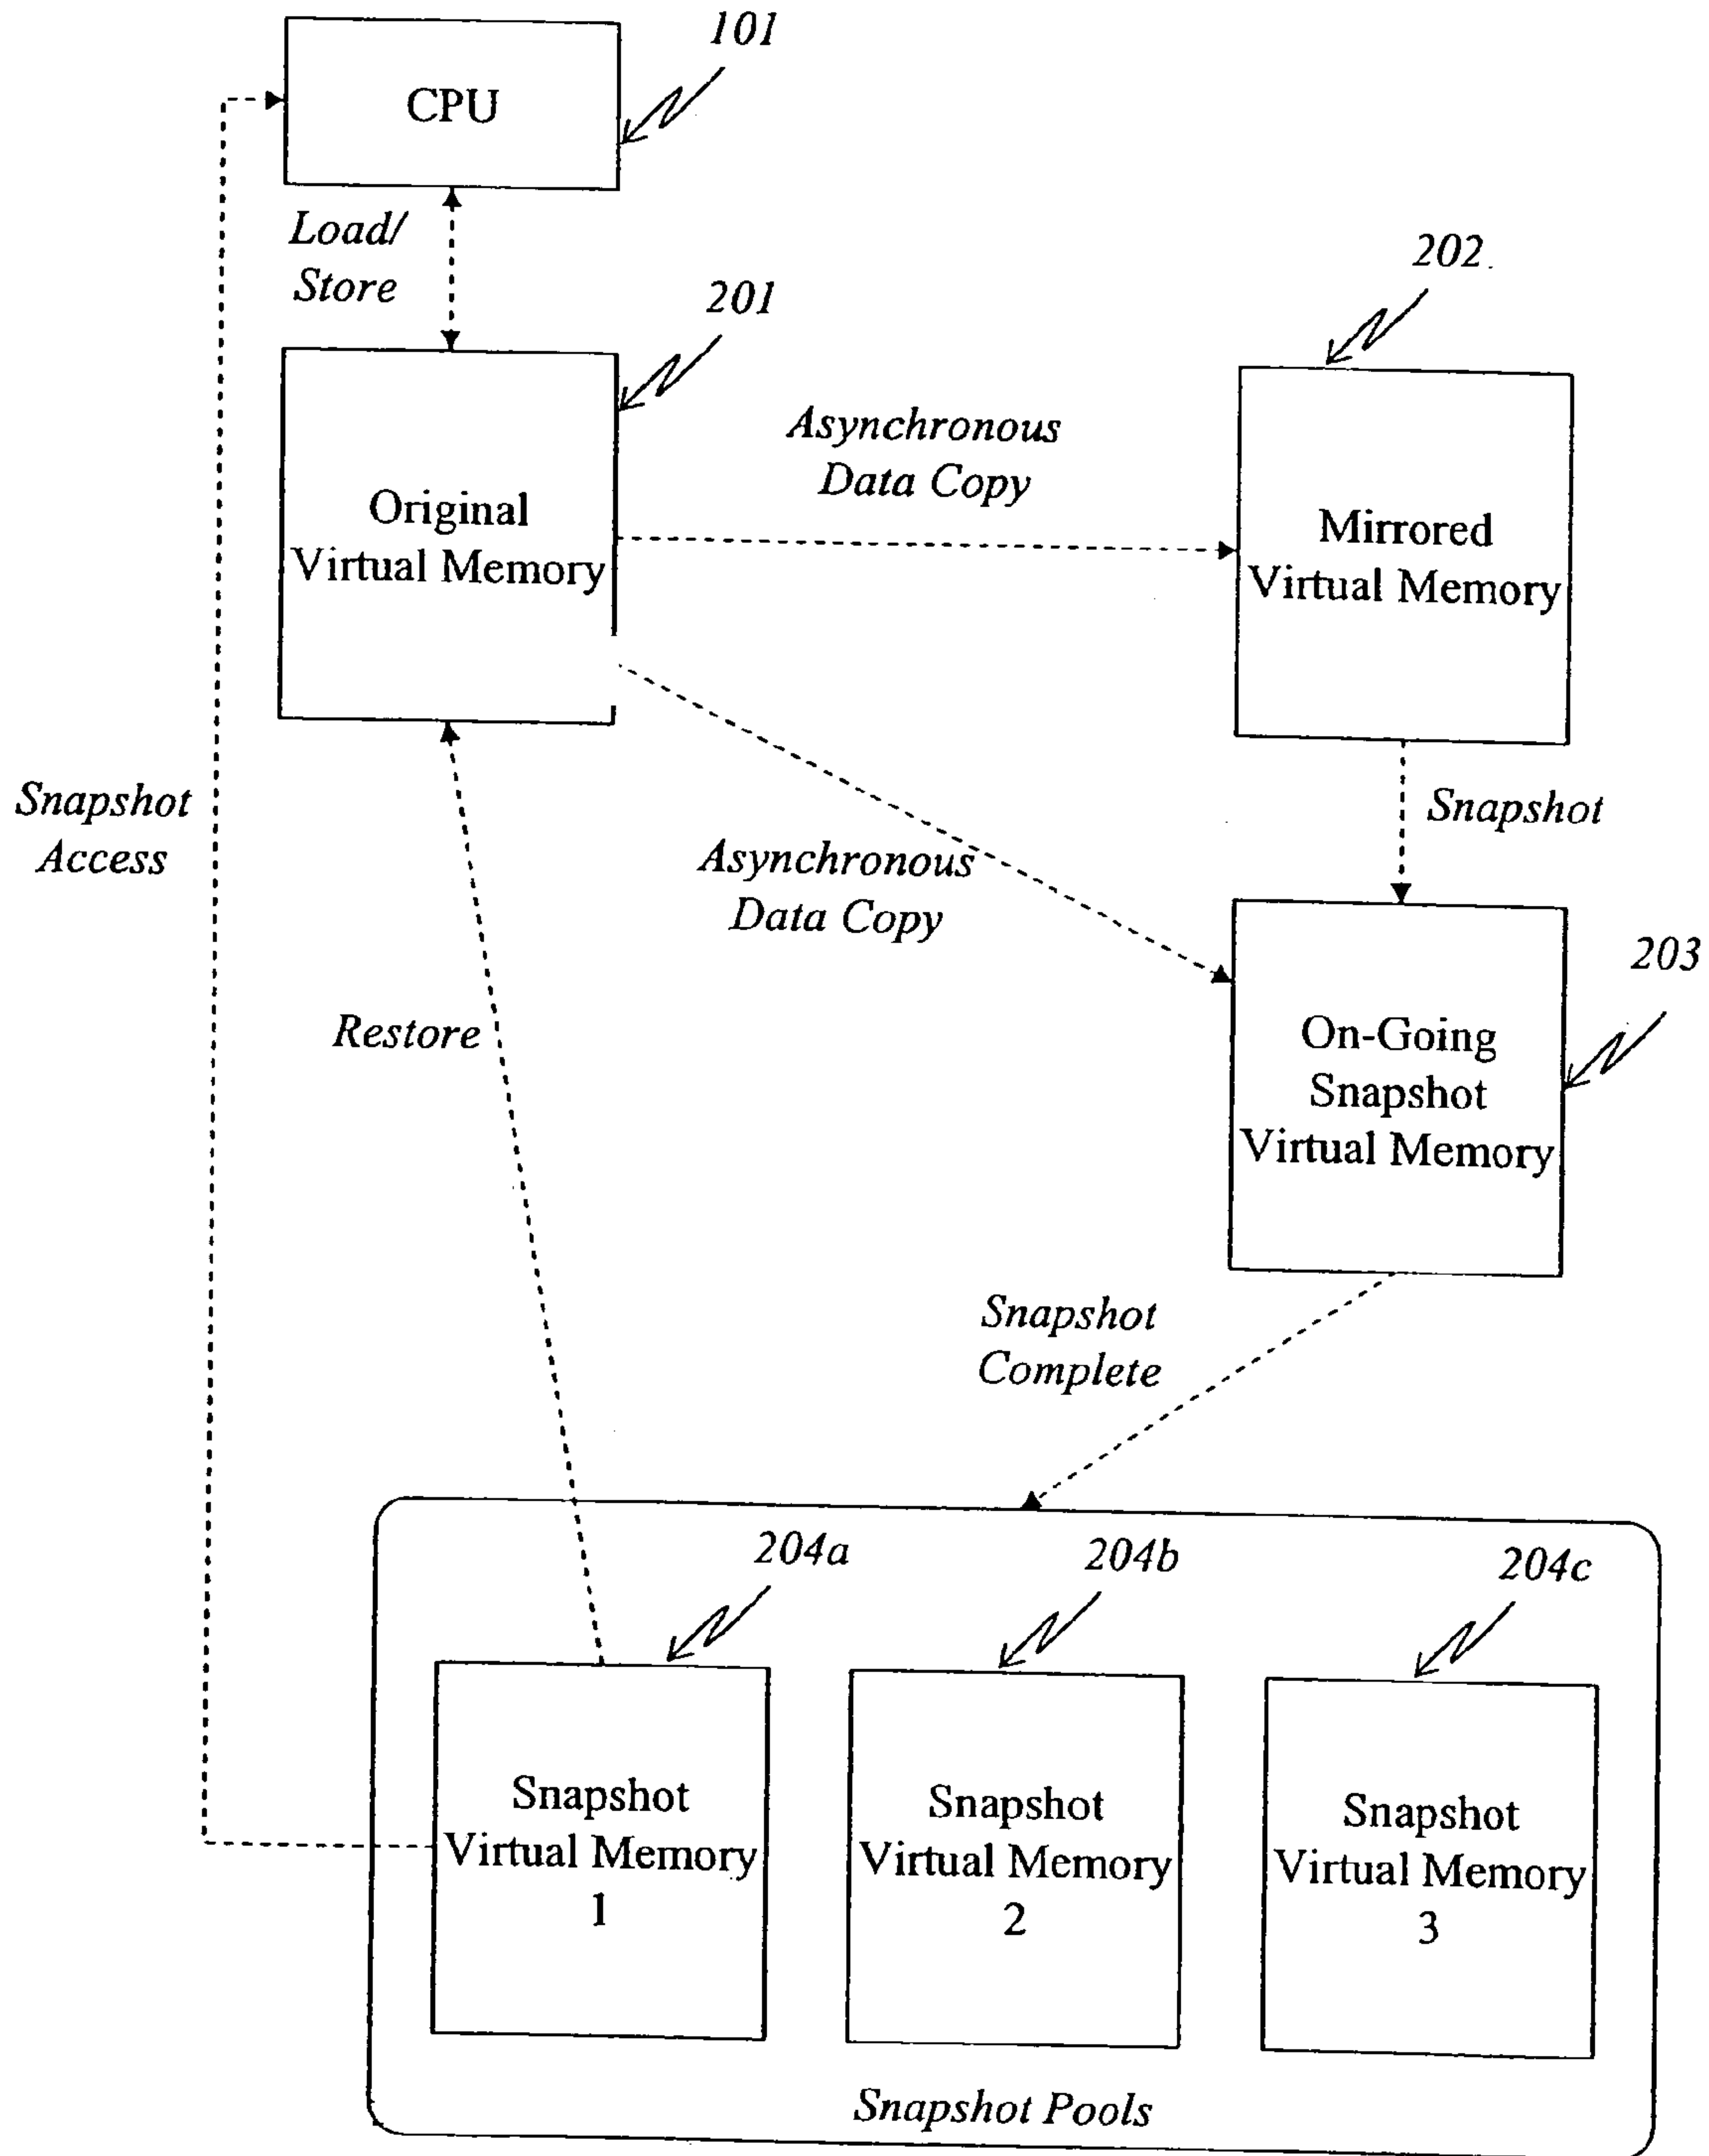 101
CPU
Load/
Store
201
202
Asynchronous
Data Copy
Original
Virtual Memory
Mirrored
Virtual Memory
Snapshot
Access
Snapshot
Asynchronous
Data Copy
203
Restore
On-Going
Snapshot
Virtual Memory
Snapshot
Complete
204a
204b
204c
Snapshot
Virtual Memory
1
Snapshot
Virtual Memory
2
Snapshot
Virtual Memory
3
Snapshot Pools